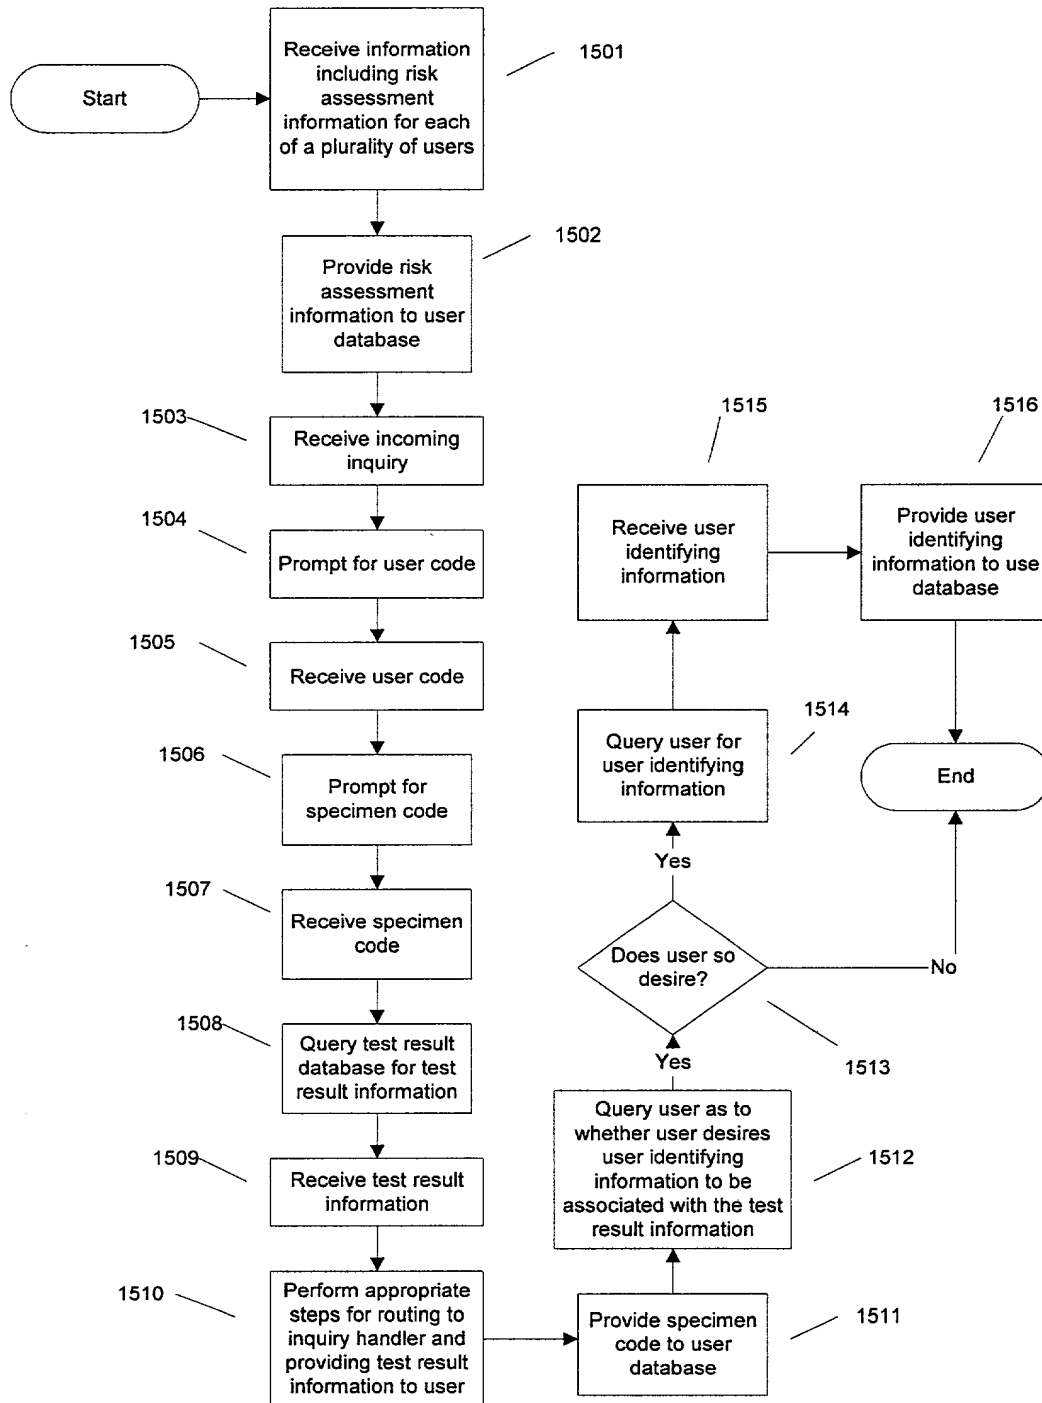 Start
Receive information
including risk
assessment
information for each
of a plurality of users
1501
Provide risk
assessment
information to user
database
1502
1503
Receive incoming
inquiry
1504
Prompt for user code
1505
Receive user code
1506
Prompt for
specimen code
1507
Receive specimen
code
1508
Query test result
database for test
result information
1509
Receive test result
information
1510
Perform appropriate
steps for routing to
inquiry handler and
providing test result
information to user
Provide specimen
code to user
database
1511
Query user as to
whether user desires
user identifying
information to be
associated with the test
result information
1512
Yes
Does user so
desire?
1513
No
Yes
Query user for
user identifying
information
1514
1515
Receive user
identifying
information
1516
Provide user
identifying
information to use
database
End